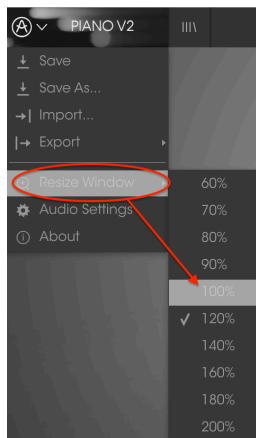 PIANO V2
Save
Save As...
Import...
Export
Resize Window
Audio Settings
About
60%
70%
80%
90%
100%
120%
140%
160%
180%
200%